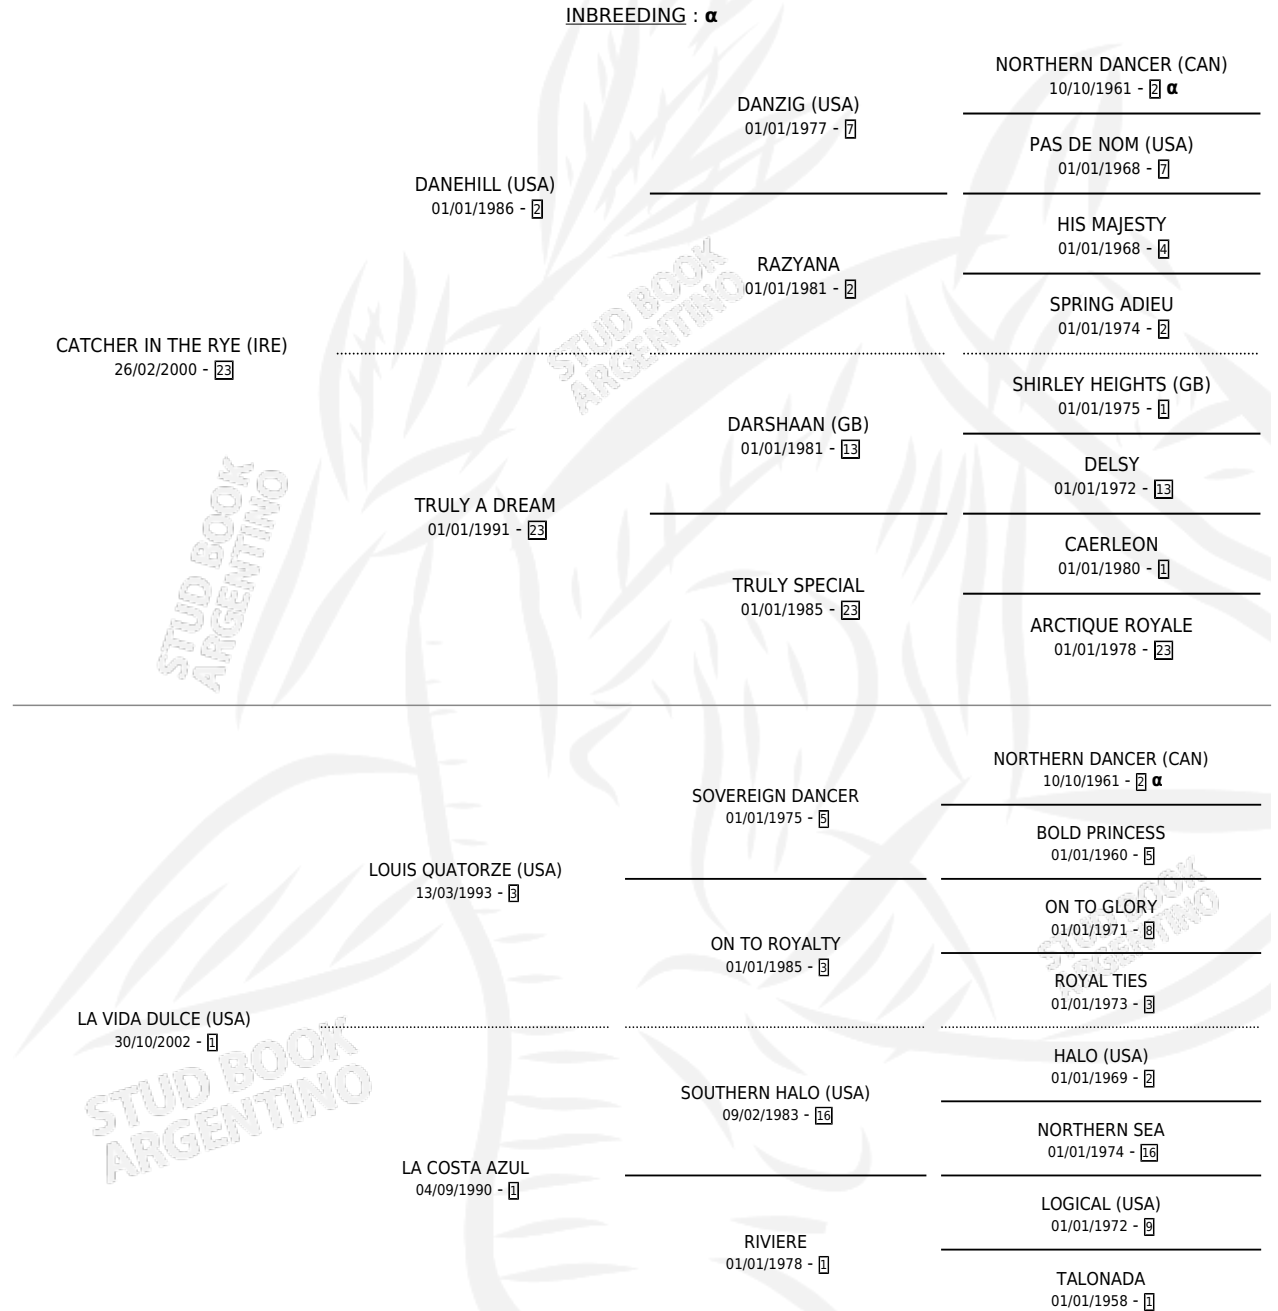 INBREEDING : α
NORTHERN DANCER (CAN)
10/10/1961 - 2 α
DANZIG (USA)
01/01/1977 - 7
PAS DE NOM (USA)
01/01/1968 - 7
DANEHILL (USA)
01/01/1986 - 2
HIS MAJESTY
01/01/1968 - 4
RAZYANA
01/01/1981 - 2
SPRING ADIEU
01/01/1974 - 2
CATCHER IN THE RYE (IRE)
26/02/2000 - 23
SHIRLEY HEIGHTS (GB)
01/01/1975 - 1
DARSHAAN (GB)
01/01/1981 - 13
DELSY
01/01/1972 - 13
TRULY A DREAM
01/01/1991 - 23
CAERLEON
01/01/1980 - 1
TRULY SPECIAL
01/01/1985 - 23
ARCTIQUE ROYALE
01/01/1978 - 23
NORTHERN DANCER (CAN)
10/10/1961 - 2 α
SOVEREIGN DANCER
01/01/1975 - 5
BOLD PRINCESS
01/01/1960 - 5
LOUIS QUATORZE (USA)
13/03/1993 - 3
ON TO GLORY
01/01/1971 - 8
ON TO ROYALTY
01/01/1985 - 3
ROYAL TIES
01/01/1973 - 3
LA VIDA DULCE (USA)
30/10/2002 - 1
HALO (USA)
01/01/1969 - 2
SOUTHERN HALO (USA)
09/02/1983 - 16
NORTHERN SEA
01/01/1974 - 16
LA COSTA AZUL
04/09/1990 - 1
LOGICAL (USA)
01/01/1972 - 9
RIVIERE
01/01/1978 - 1
TALONADA
01/01/1958 - 1
STUD BOOK
ARGENTINO
STUD BOOK
ARGENTINO
STUD BOOK
ARGENTINO
STUD BOOK
ARGENTINO